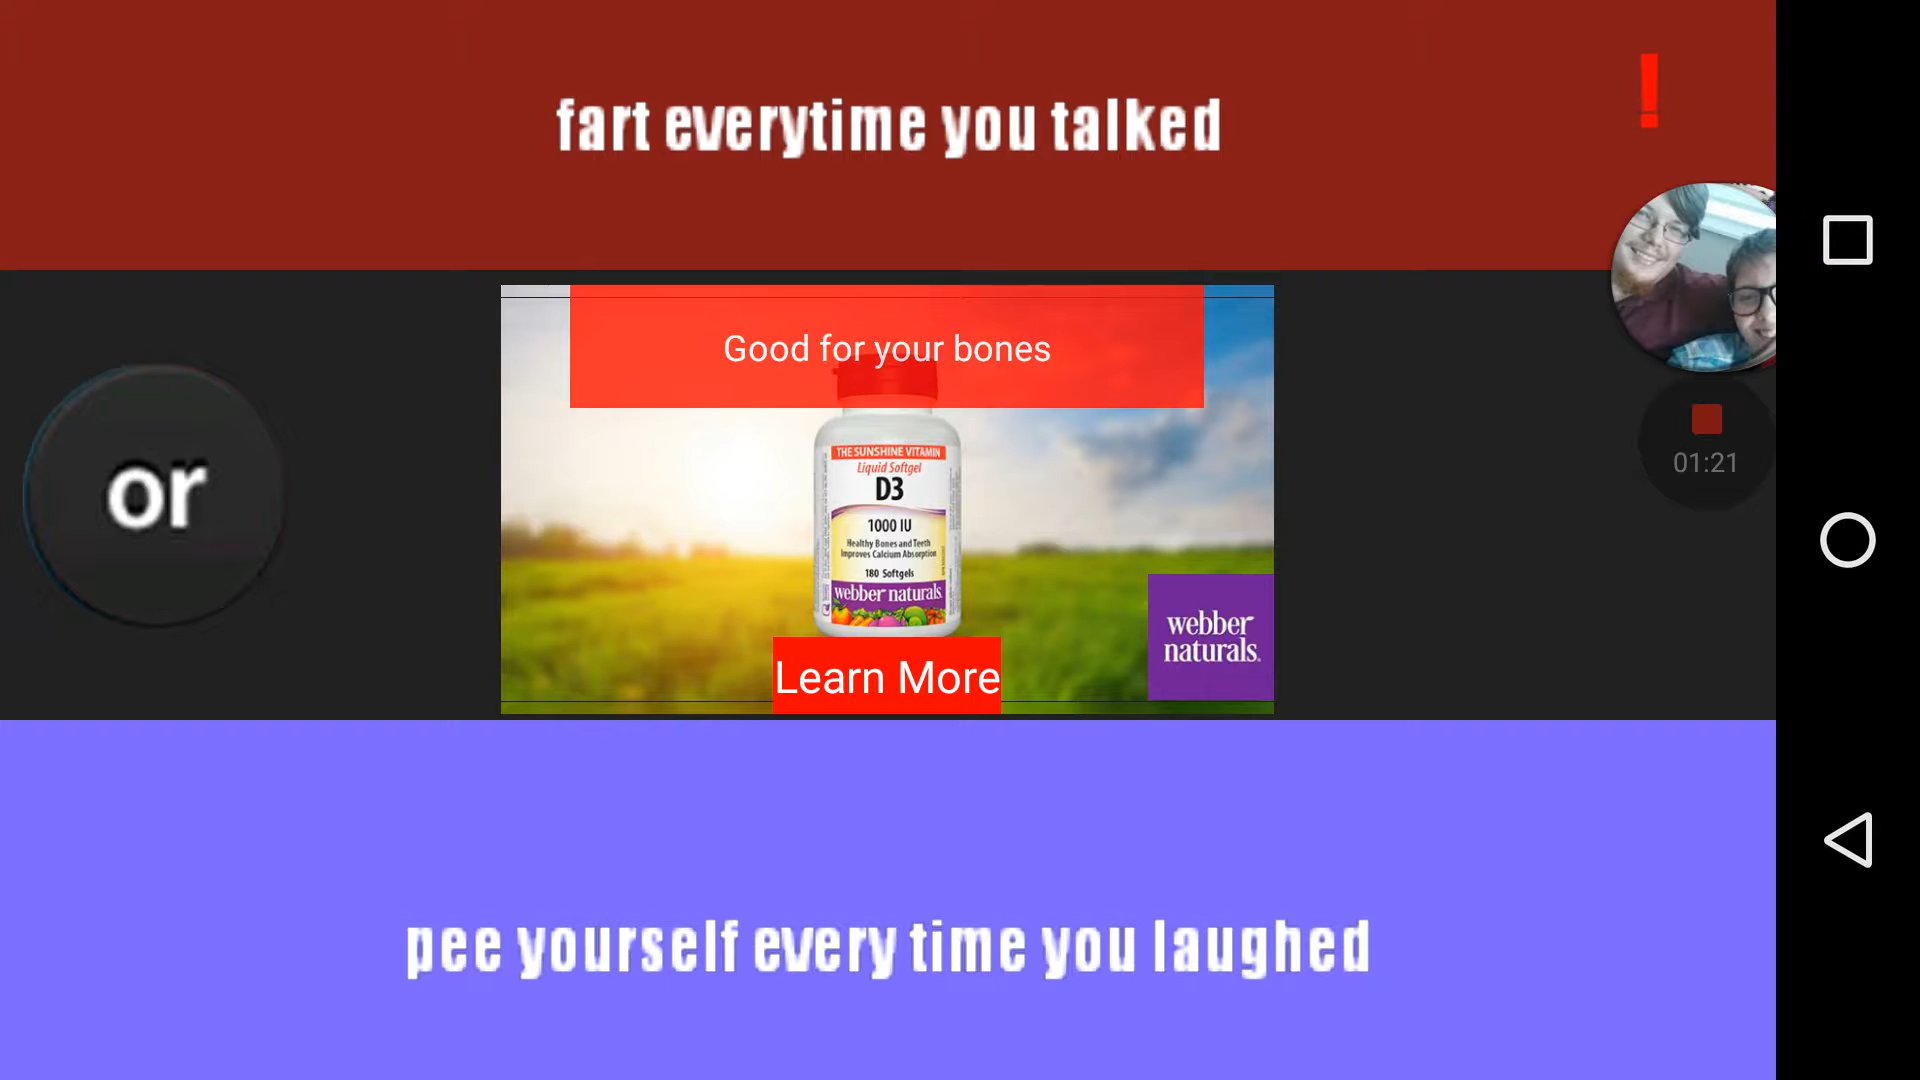 fart everytime you talked
!
Good for your bones
THE SUNSHINE VITAMIN
Liquid Softgel
D3
1000 IU
Healthy Bones and Teeth
Improves Calcium Absorption
180 Softgels
webber naturals.
or
webber
naturals.
01:21
Learn More
pee yourself every time you laughed